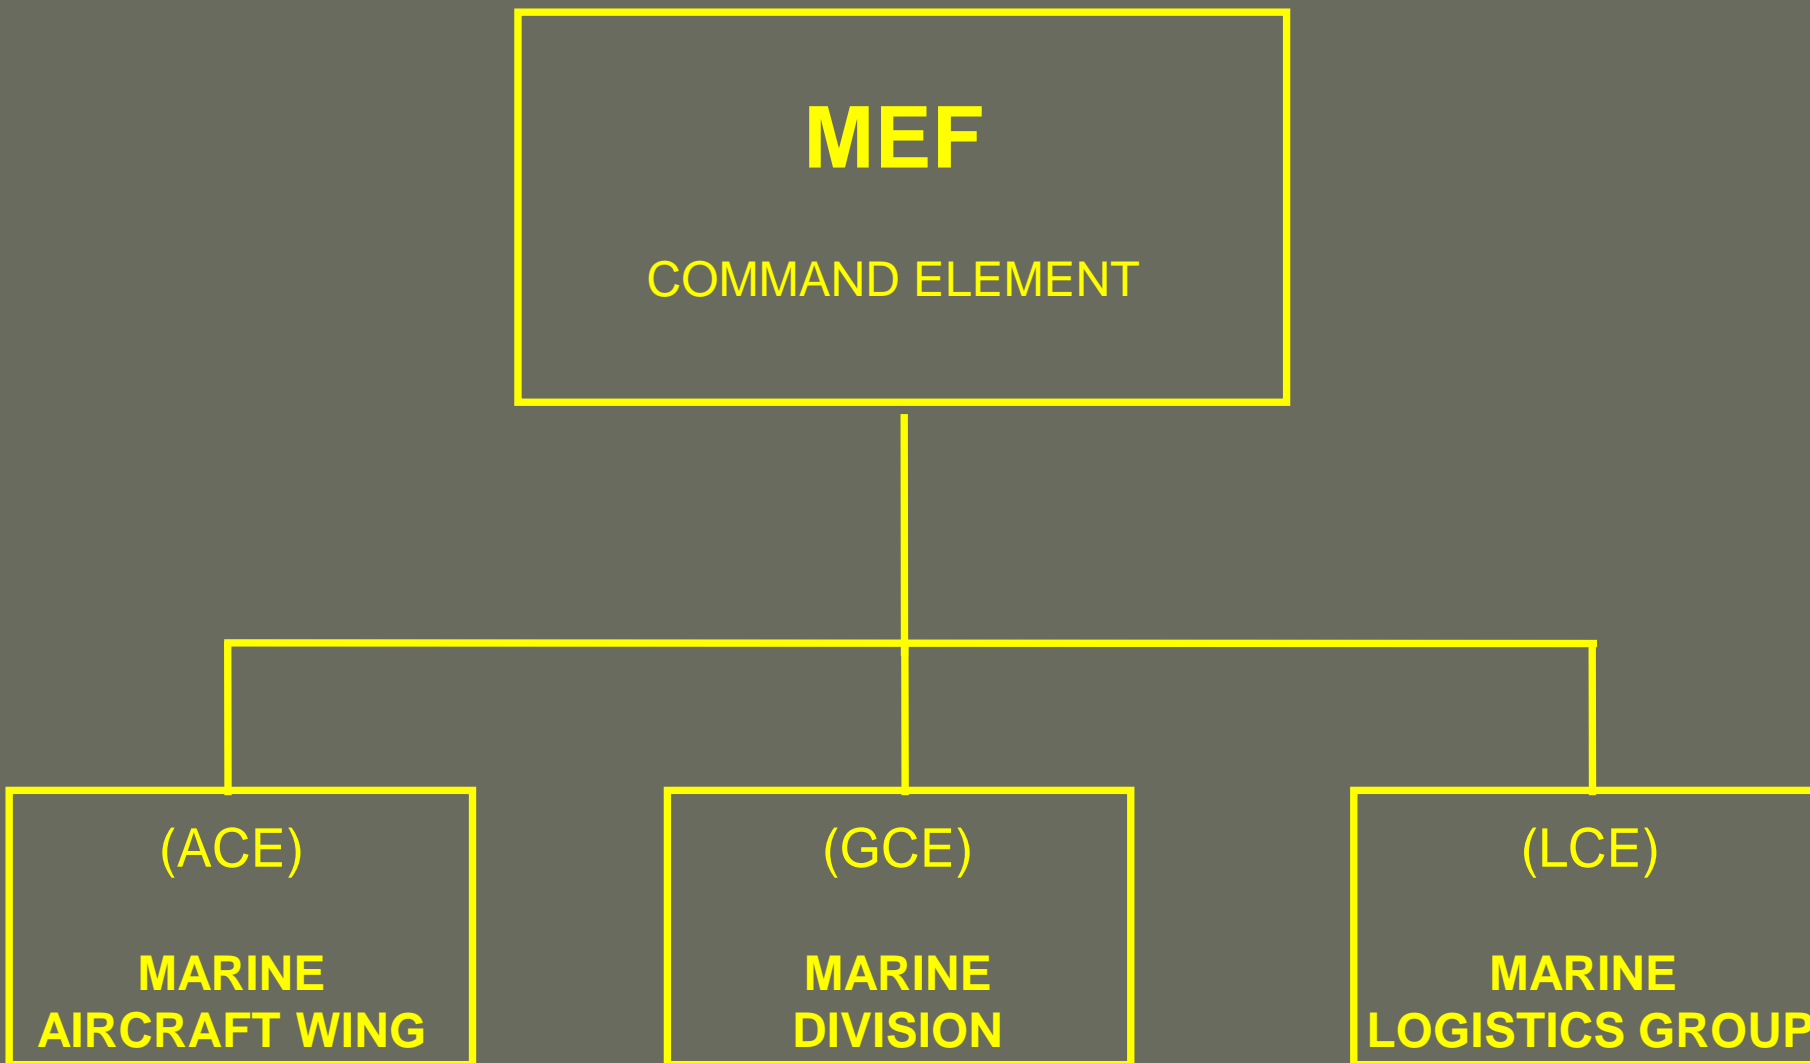 MEF
COMMAND ELEMENT
(ACE)
MARINE
AIRCRAFT WING
(GCE)
MARINE
DIVISION
(LCE)
MARINE
LOGISTICS GROUP